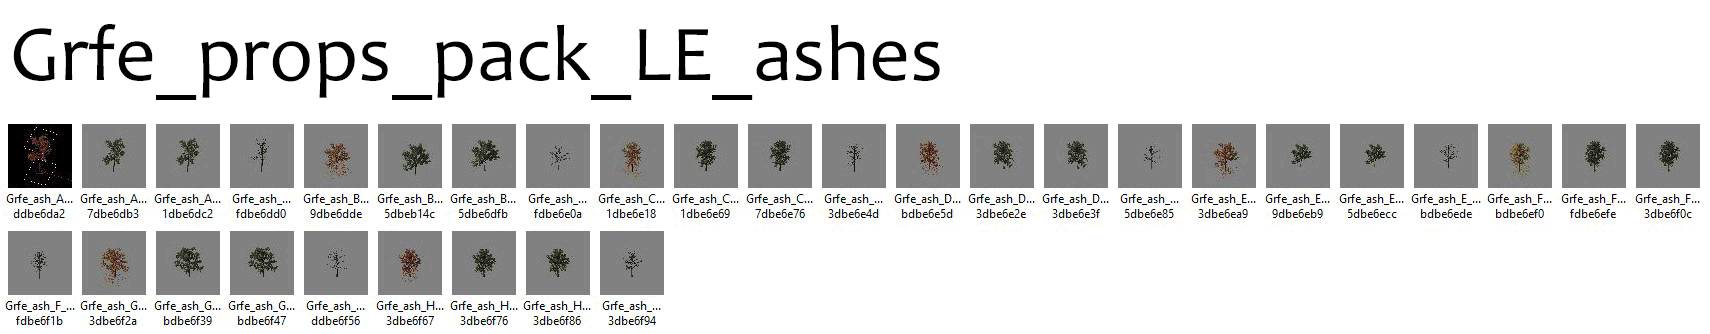 Grfe_props_pack_LE_ashes
Grfe_ash_A... Grfe_ash_A... Grfe_ash_A... Grfe_ash_... Grfe_ash_B... Grfe_ash_B... Grfe_ash_B... Grfe_ash_... Grfe_ash_C... Grfe_ash_C... Grfe_ash_C... Grfe_ash_... Grfe_ash_D... Grfe_ash_D... Grfe_ash_D... Grfe_ash_... Grfe_ash_E... Grfe_ash_E... Grfe_ash_E... Grfe_ash_E_... Grfe_ash_F... Grfe_ash_F... Grfe_ash_F...
ddbe6da2 7dbe6db3 1dbe6dc2 fdbe6dd0 9dbe6dde 5dbeb14c 5dbe6dfb fdbe6e0a 1dbe6e18 1dbe6e69 7dbe6e76 3dbe6e4d bdbe6e5d 3dbe6e2e 3dbe6e3f 5dbe6e85 3dbe6ea9 9dbe6eb9 5dbe6ecc bdbe6ede bdbe6ef0 fdbe6efe 3dbe6f0c
Grfe_ash_F_... Grfe_ash_G... Grfe_ash_G... Grfe_ash_G... Grfe_ash_... Grfe_ash_H... Grfe_ash_H... Grfe_ash_H... Grfe_ash_...
fdbe6f1b 3dbe6f2a bdbe6f39 bdbe6f47 ddbe6f56 3dbe6f67 3dbe6f76 3dbe6f86 3dbe6f94